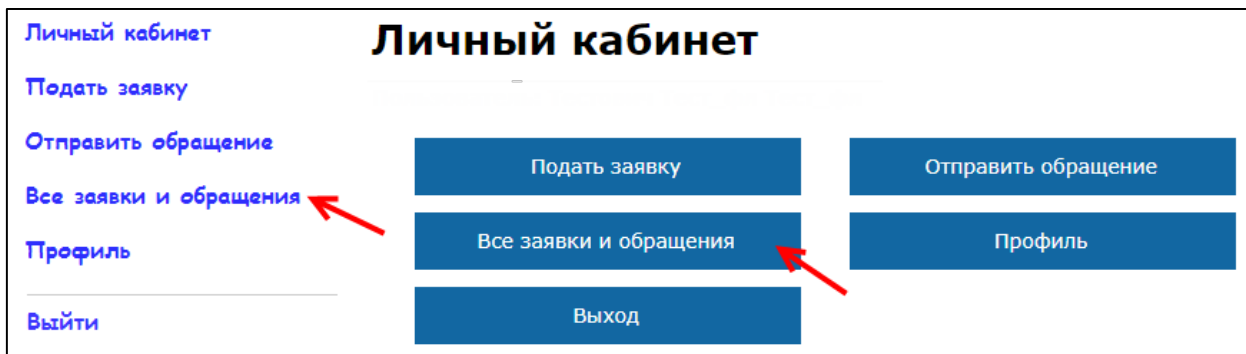 Личный кабинет
Подать заявку
Отправить обращение
Все заявки и обращения
Профиль
Выйти
Личный кабинет
Подать заявку
Отправить обращение
Все заявки и обращения
Профиль
Выход